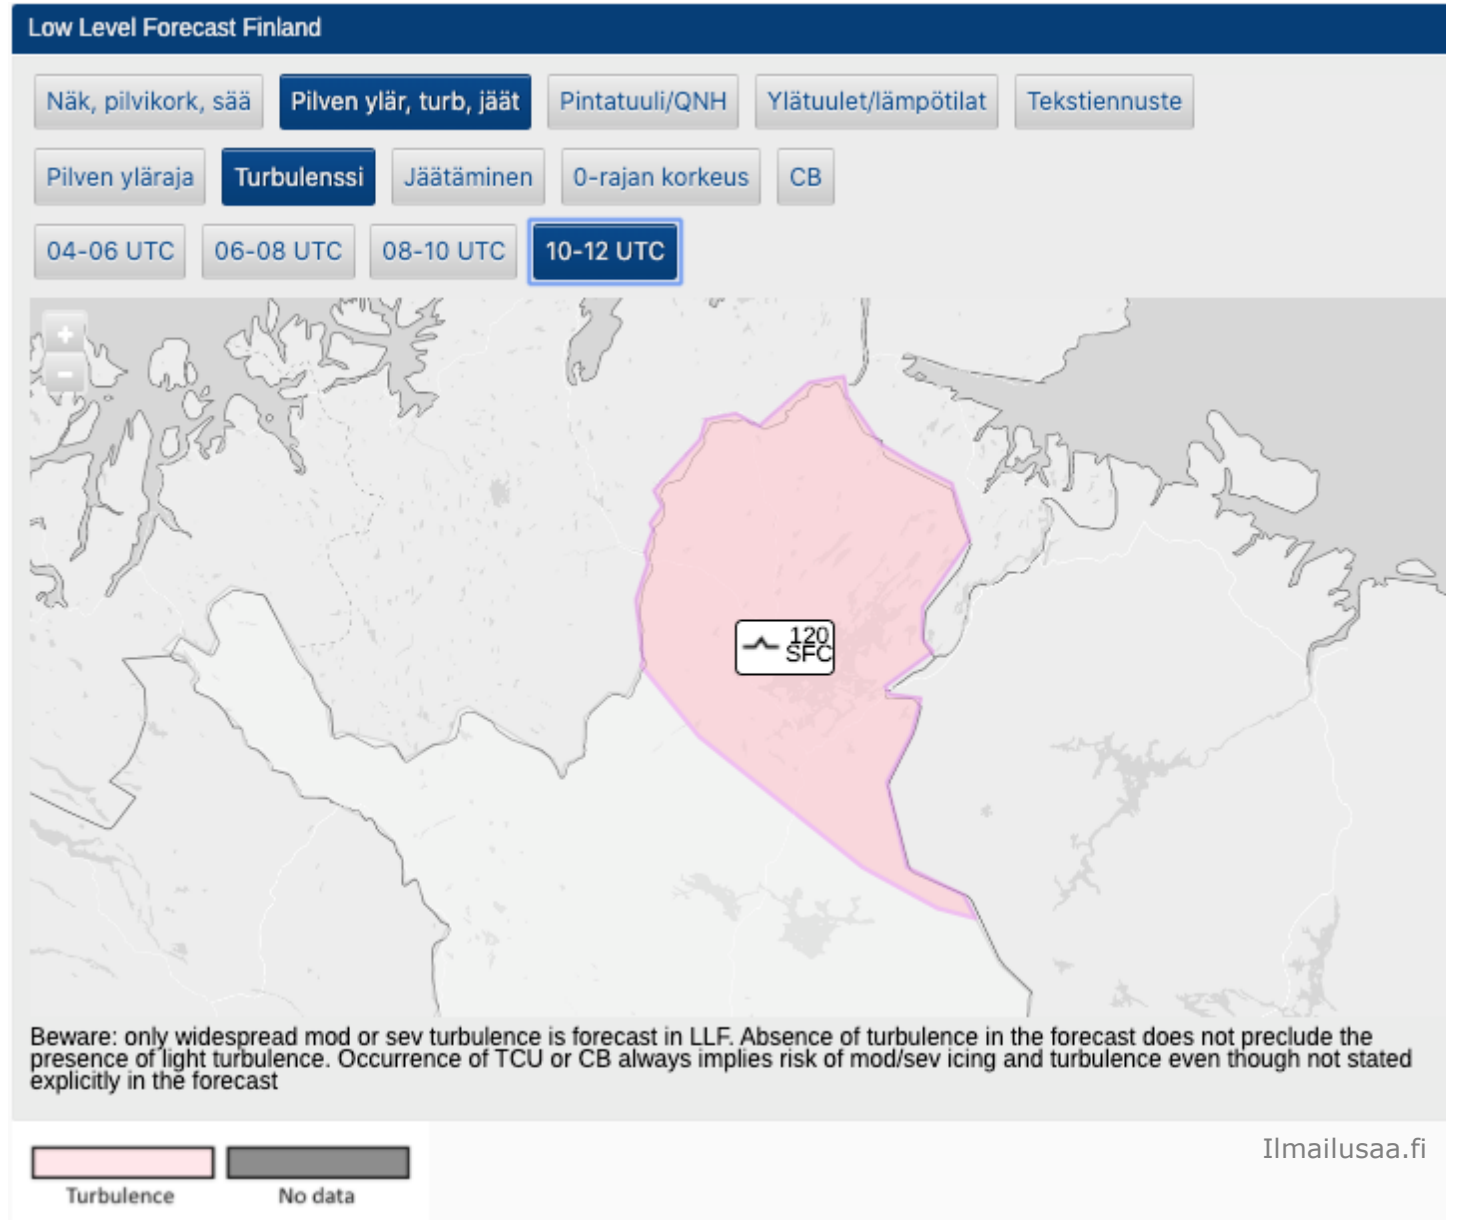 Low Level Forecast Finland
Näk, pilvikork, sää Pilven ylär, turb, jäät Pintatuuli/QNH Ylätuulet/lämpötilat Tekstiennuste
Pilven yläraja Turbulenssi Jäätäminen 0-rajan korkeus CB
04-06 UTC 06-08 UTC 08-10 UTC 10-12 UTC
+
−
120
SFC
Beware: only widespread mod or sev turbulence is forecast in LLF. Absence of turbulence in the forecast does not preclude the
presence of light turbulence. Occurrence of TCU or CB always implies risk of mod/sev icing and turbulence even though not stated
explicitly in the forecast
Ilmailusaa.fi
Turbulence No data